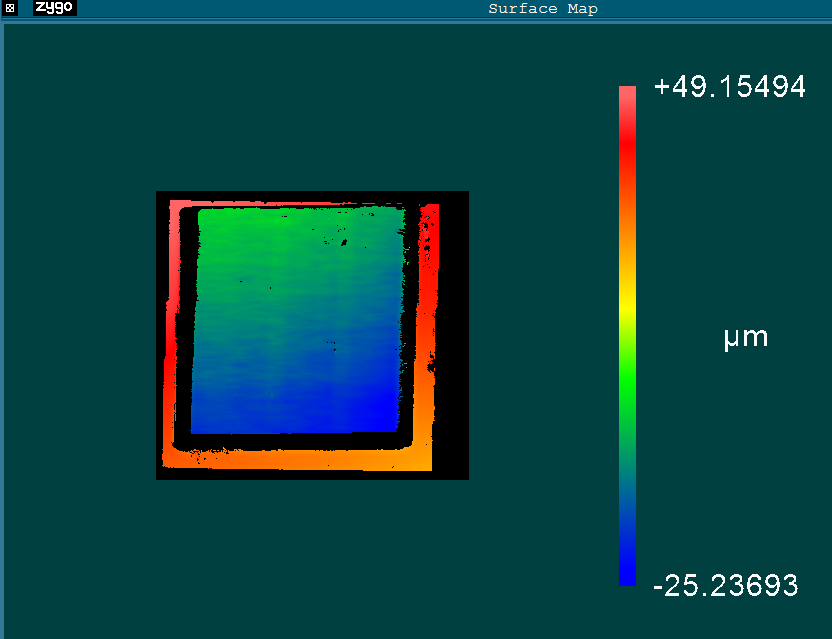 zygo
Surface Map
+49.15494
µm
-25.23693